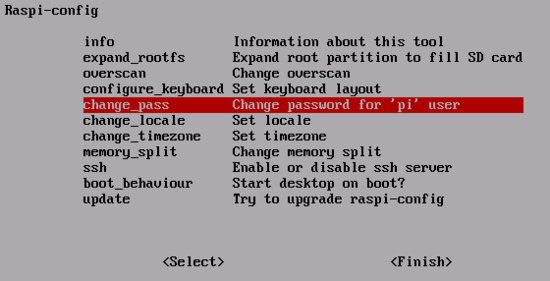 Raspi-config
info Information about this tool
expand_rootfs Expand root partition to fill SD card
overscan Change overscan
configure_keyboard Set keyboard layout
change_pass Change password for 'pi' user
change_locale Set locale
change_timezone Set timezone
memory_split Change memory split
ssh Enable or disable ssh server
boot_behaviour Start desktop on boot?
update Try to upgrade raspi-config
<Select> <Finish>